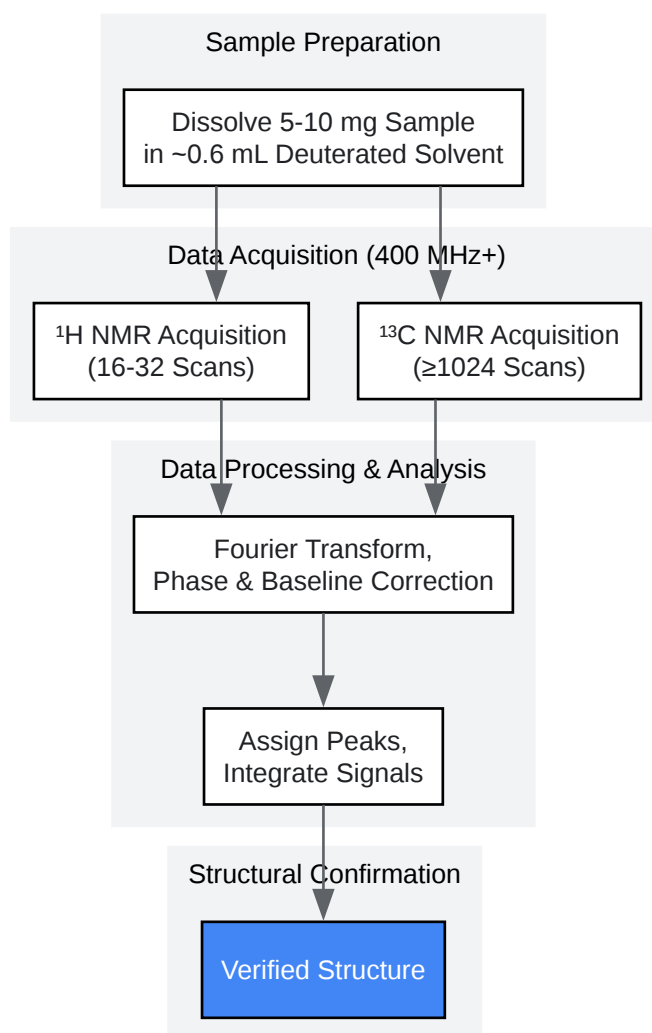 Sample Preparation
Dissolve 5-10 mg Sample
in ~0.6 mL Deuterated Solvent
Data Acquisition (400 MHz+)
¹H NMR Acquisition
(16-32 Scans)
¹³C NMR Acquisition
(≥1024 Scans)
Data Processing & Analysis
Fourier Transform,
Phase & Baseline Correction
Assign Peaks,
Integrate Signals
Structural Confirmation
Verified Structure